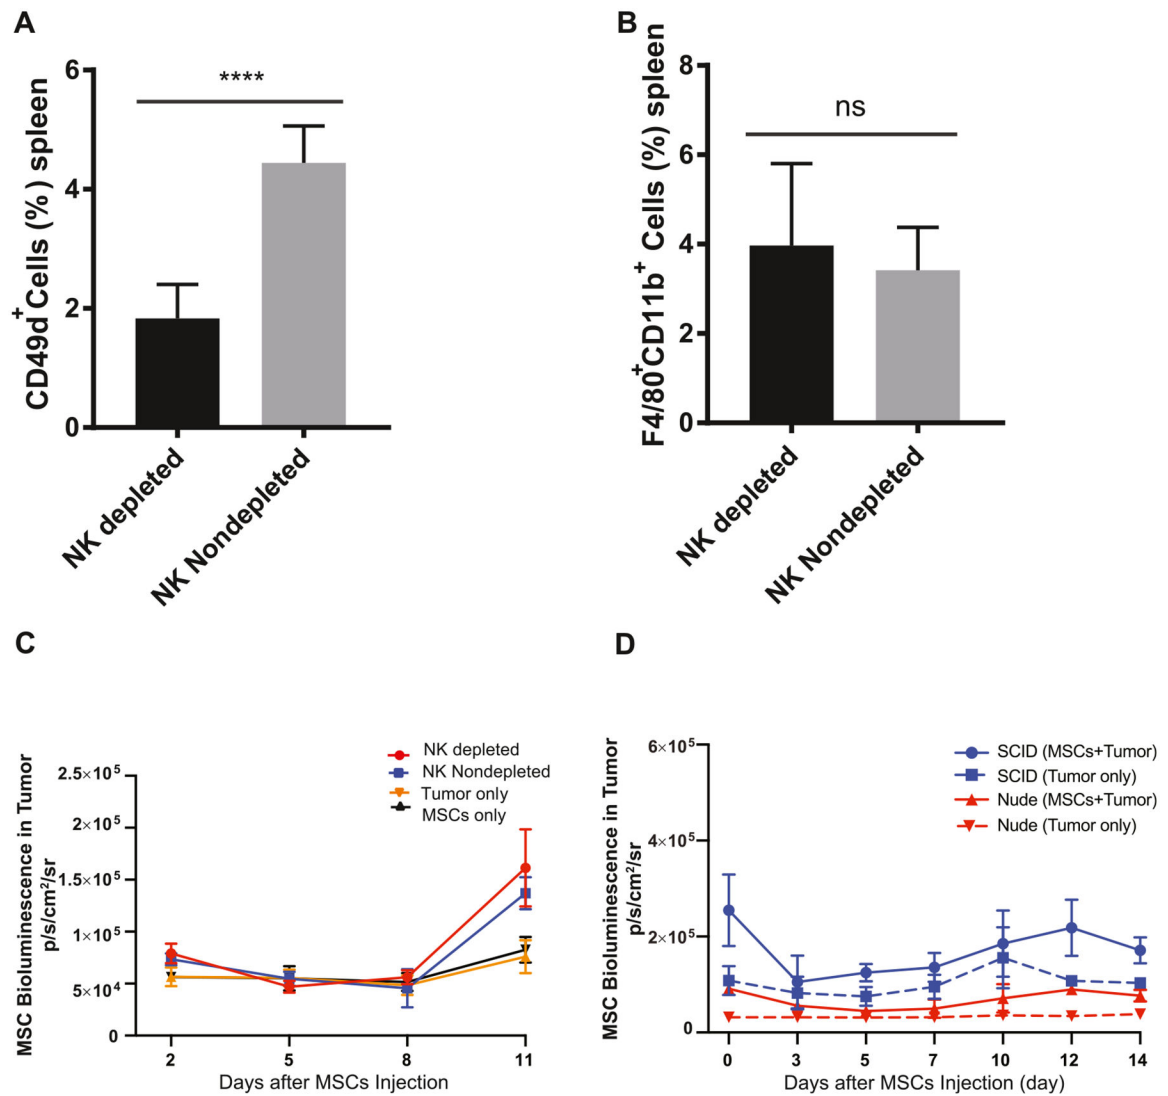 A
CD49d+Cells (%) spleen
6
4
2
0
****
NK depleted
NK Nondepleted
B
F4/80+CD11b+ Cells (%) spleen
8
6
4
2
0
ns
NK depleted
NK Nondepleted
C
MSC Bioluminescence in Tumor
p/s/cm²/sr
2.5×10⁵
2×10⁵
1.5×10⁵
1×10⁵
5×10⁴
0
NK depleted
NK Nondepleted
Tumor only
MSCs only
2 5 8 11
Days after MSCs Injection
D
MSC Bioluminescence in Tumor
p/s/cm²/sr
6×10⁵
4×10⁵
2×10⁵
0
SCID (MSCs+Tumor)
SCID (Tumor only)
Nude (MSCs+Tumor)
Nude (Tumor only)
0 3 5 7 10 12 14
Days after MSCs Injection (day)